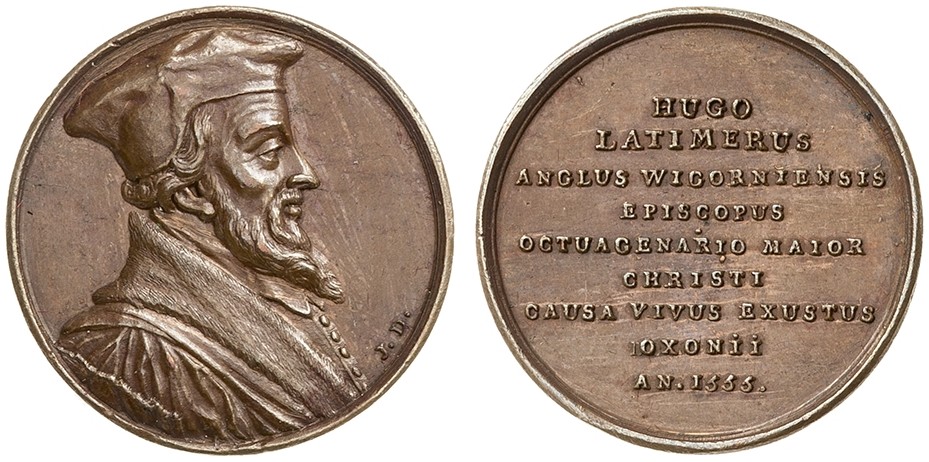 J. D.
HUGO
LATIMERUS
ANGLUS WIGORNIENSIS
EPISCOPUS
OCTUAGENARIO MAIOR
CHRISTI
CAUSA VIVUS EXUSTUS
OXONii
AN. 1555.